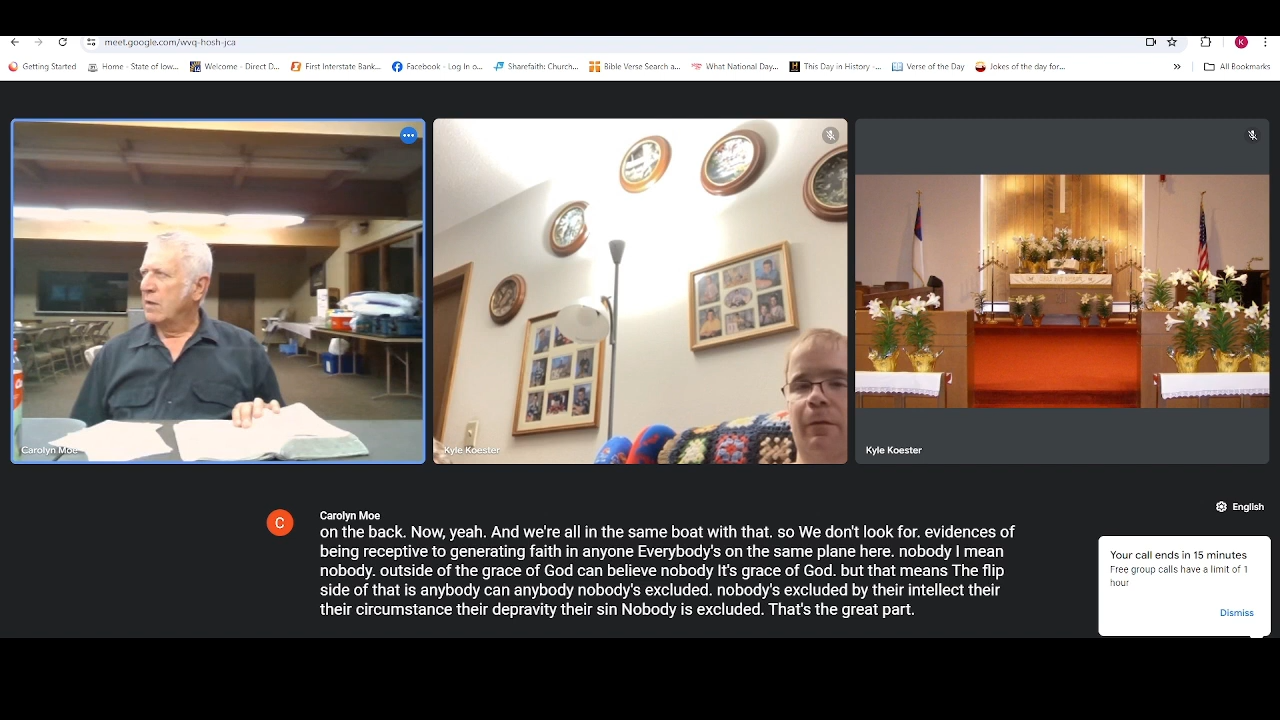 meet.google.com/wvq-hosh-jca
Getting Started Home - State of Iow... Welcome - Direct D... First Interstate Bank... Facebook - Log In o... Sharefaith: Church... Bible Verse Search a... What National Day... This Day in History -... Verse of the Day Jokes of the day for... » All Bookmarks
K
Carolyn Moe
Kyle Koester
Kyle Koester
English
C
Carolyn Moe
on the back. Now, yeah. And we're all in the same boat with that. so We don't look for. evidences of
being receptive to generating faith in anyone Everybody's on the same plane here. nobody I mean
nobody. outside of the grace of God can believe nobody It's grace of God. but that means The flip
side of that is anybody can anybody nobody's excluded. nobody's excluded by their intellect their
their circumstance their depravity their sin Nobody is excluded. That's the great part.
Your call ends in 15 minutes
Free group calls have a limit of 1
hour
Dismiss